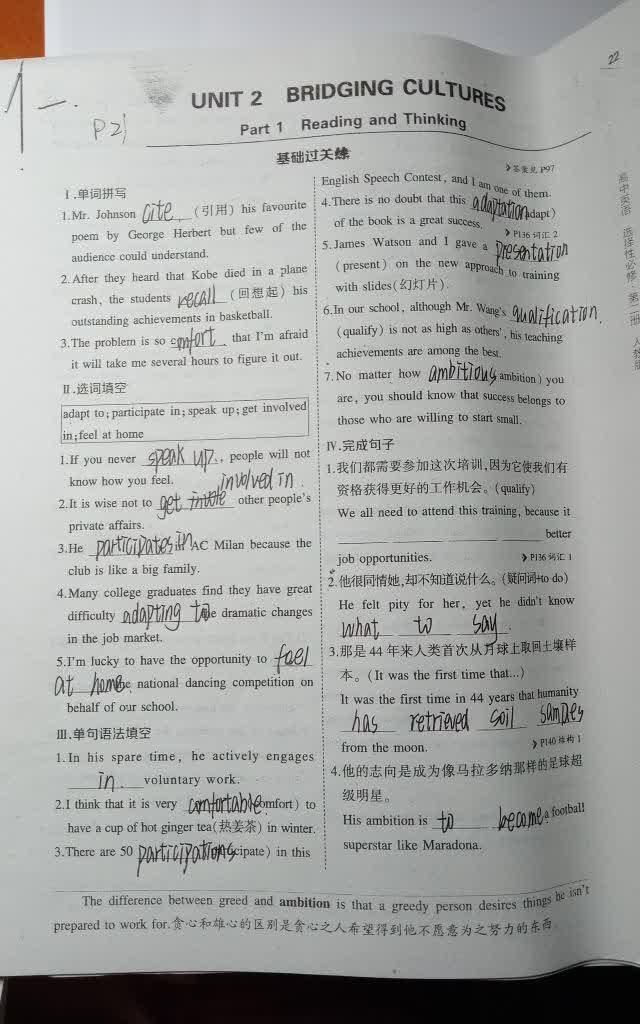 22
1 一.
P21
UNIT 2 BRIDGING CULTURES
Part 1 Reading and Thinking
基础过关练
答案见 P97
Ⅰ.单词拼写
1.Mr. Johnson cite (引用) his favourite
poem by George Herbert but few of the
audience could understand.
2.After they heard that Kobe died in a plane
crash, the students recall (回想起) his
outstanding achievements in basketball.
3.The problem is so comfort that I'm afraid
it will take me several hours to figure it out.
Ⅱ.选词填空
adapt to;participate in;speak up;get involved
in;feel at home
1.If you never speak up, people will not
know how you feel. involved in
2.It is wise not to get other people's
private affairs.
3.He participates in AC Milan because the
club is like a big family.
4.Many college graduates find they have great
difficulty adapting to dramatic changes
in the job market.
5.I'm lucky to have the opportunity to feel
at home national dancing competition on
behalf of our school.
Ⅲ.单句语法填空
1.In his spare time, he actively engages
in voluntary work.
2.I think that it is very comfortable (comfort) to
have a cup of hot ginger tea(热姜茶) in winter.
3.There are 50 participations in this
English Speech Contest, and I am one of them.
4.There is no doubt that this adaptation adapt)
of the book is a great success.
P136 词汇 2
5.James Watson and I gave a presentation
(present) on the new approach to training
with slides(幻灯片).
6.In our school, although Mr. Wang's qualification
(qualify) is not as high as others', his teaching
achievements are among the best.
7.No matter how ambitious ambition) you
are, you should know that success belongs to
those who are willing to start small.
Ⅳ.完成句子
1.我们都需要参加这次培训,因为它使我们有
资格获得更好的工作机会。(qualify)
We all need to attend this training, because it
better
job opportunities.
P136 词汇 1
2.他很同情她,却不知道说什么。(疑问词+to do)
He felt pity for her, yet he didn't know
what to say .
3.那是 44 年来人类首次从月球上取回土壤样
本。(It was the first time that...)
It was the first time in 44 years that humanity
has retrieved soil samples
from the moon.
P140 结构 1
4.他的志向是成为像马拉多纳那样的足球超
级明星。
His ambition is to become a football
superstar like Maradona.
The difference between greed and ambition is that a greedy person desires things he isn't
prepared to work for.贪心和雄心的区别是贪心之人希望得到他不愿意为之努力的东西.
高中英语 选择性必修·第二册 人教版